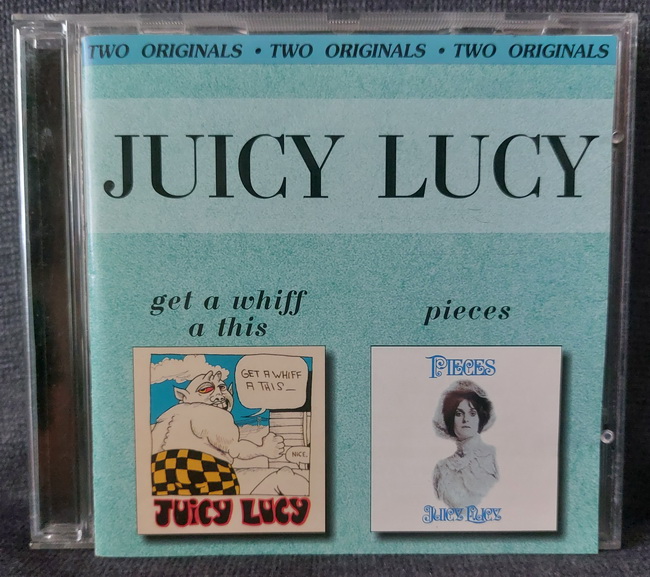 TWO ORIGINALS • TWO ORIGINALS • TWO ORIGINALS
JUICY LUCY
get a whiff
a this
pieces
GET A WHIFF
A THIS_
NICE.
JUiCY LUCY
PIECES
JUICY LUCY